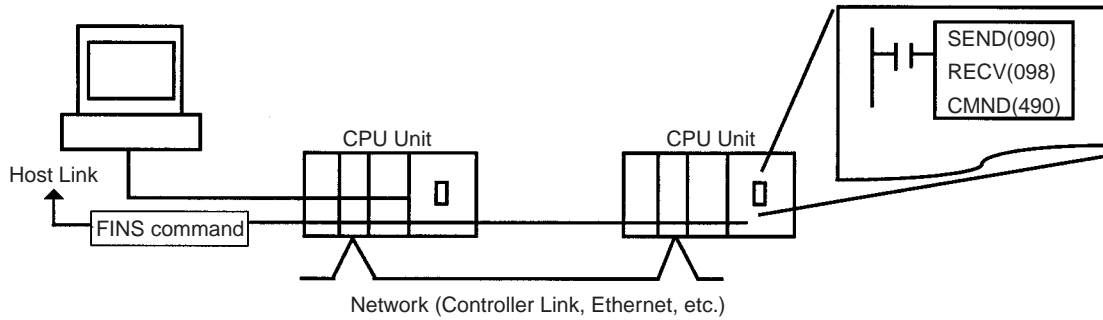 SEND(090)
RECV(098)
CMND(490)
CPU Unit
CPU Unit
Host Link
FINS command
Network (Controller Link, Ethernet, etc.)